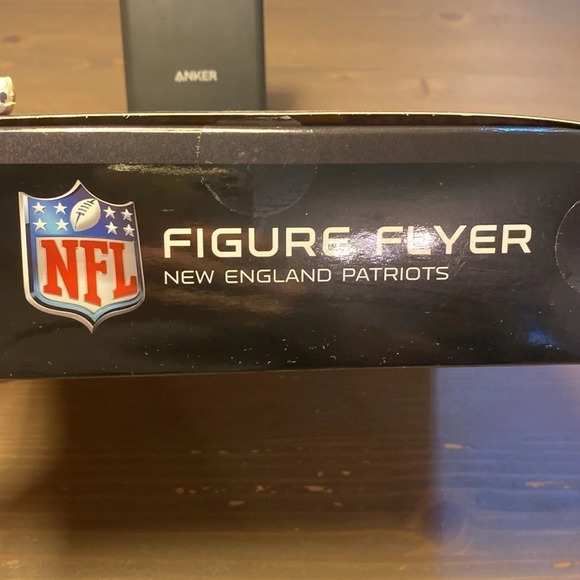 ANKER
NFL
FIGURE FLYER
NEW ENGLAND PATRIOTS